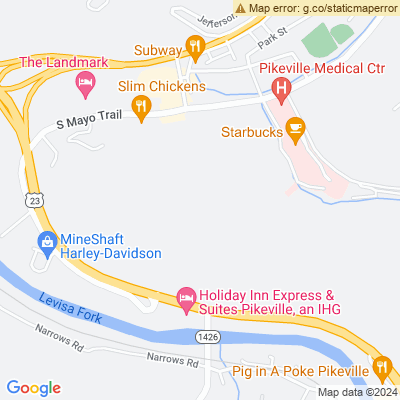 Map error: g.co/staticmaperror
Jefferson
Park St
Subway
The Landmark
Pikeville Medical Ctr
H
Slim Chickens
S Mayo Trail
Starbucks
23
MineShaft
Harley-Davidson
Holiday Inn Express &
Suites Pikeville, an IHG
Levisa Fork
Narrows Rd
1426
Narrows Rd
Pig in A Poke Pikeville
Google
Map data ©2024